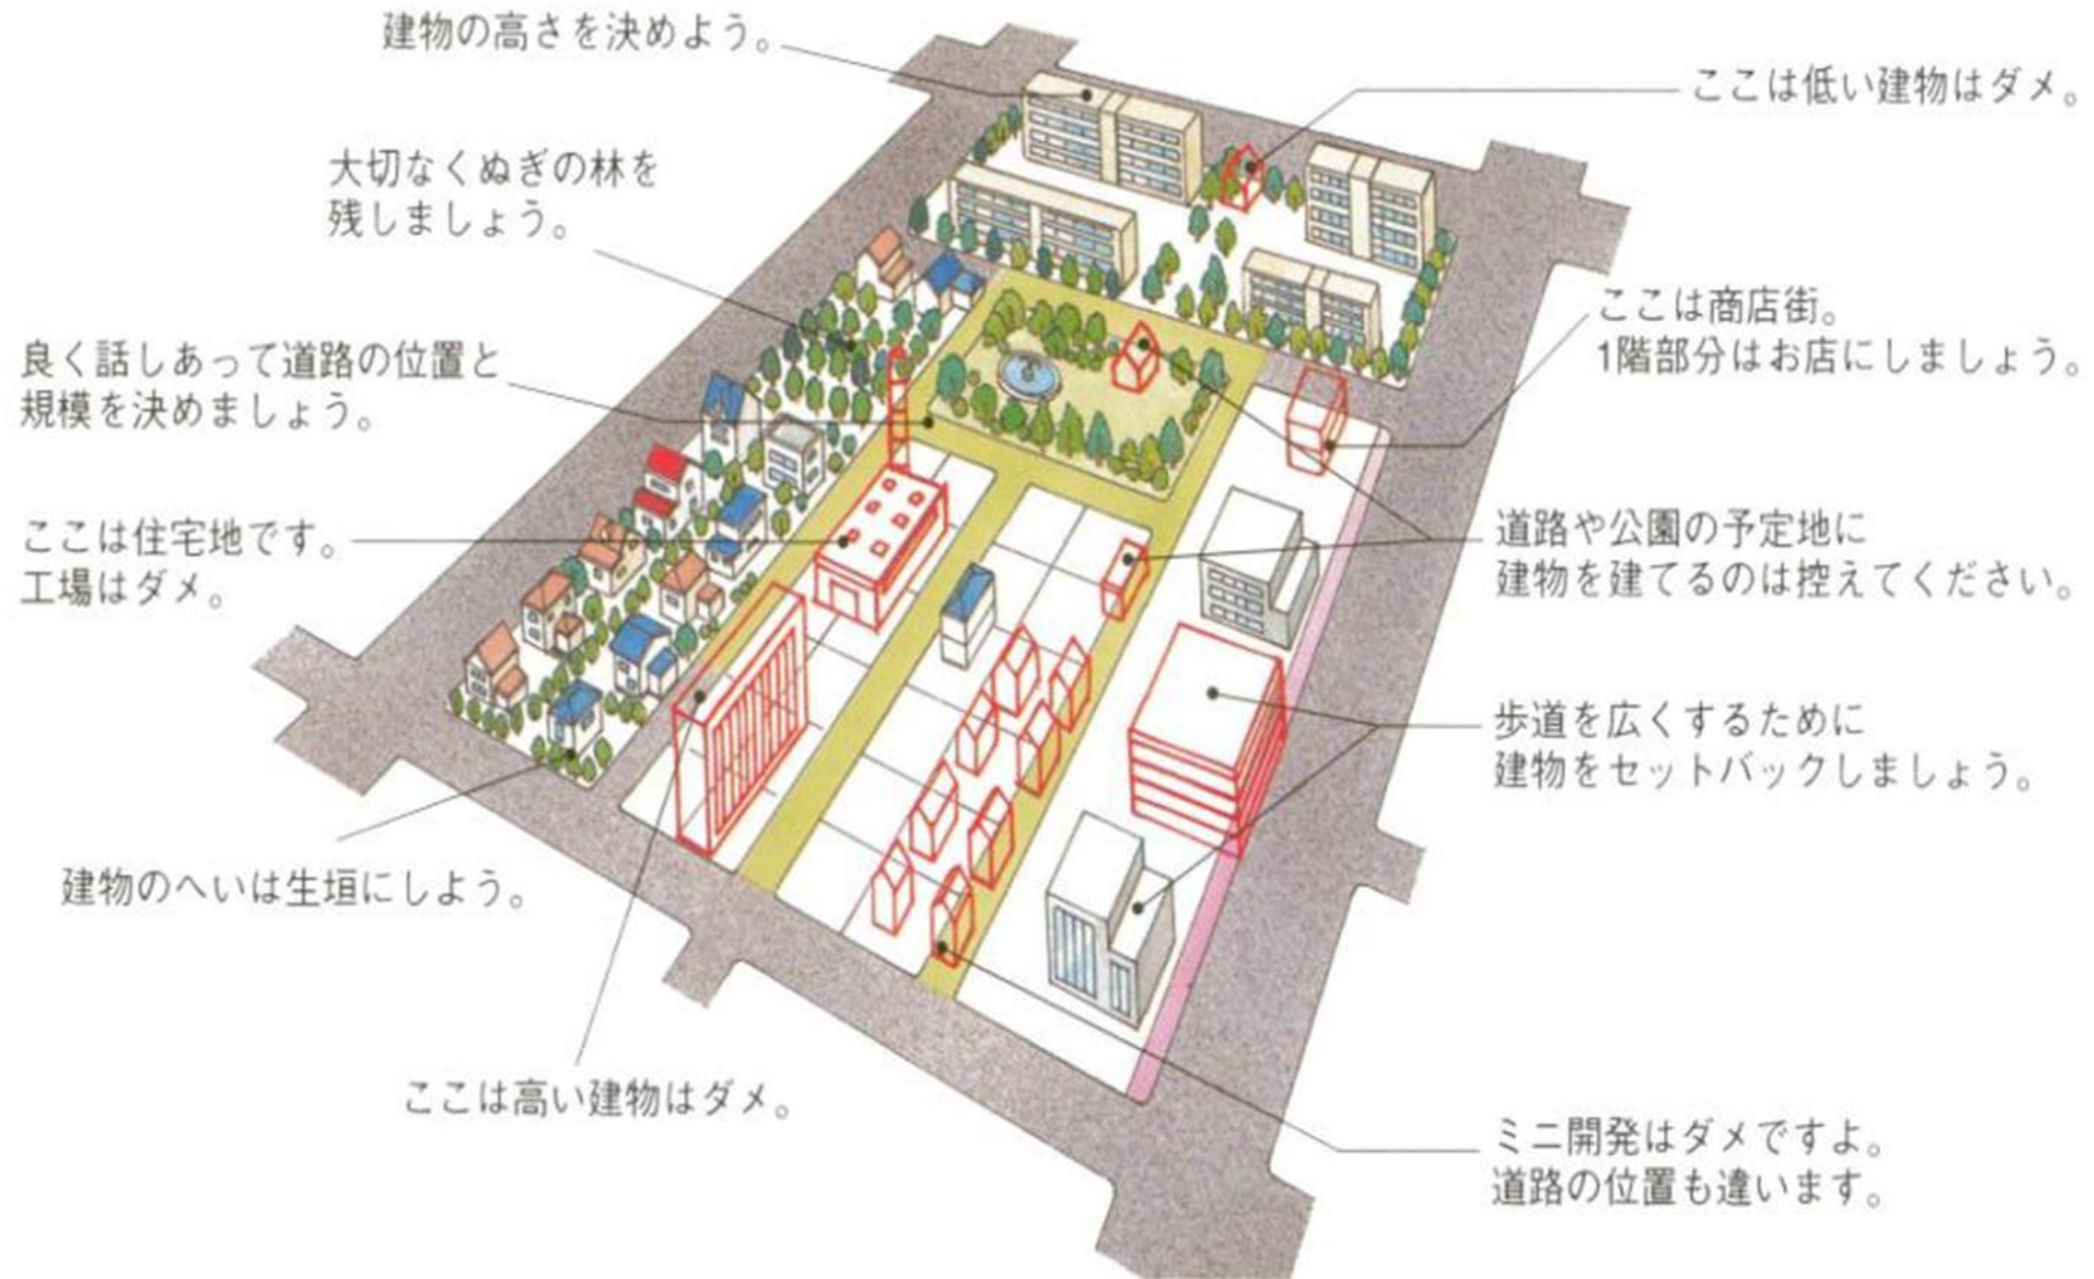 建物の高さを決めよう。
ここは低い建物はダメ。
大切なくぬぎの林を
残しましょう。
ここは商店街。
1階部分はお店にしましょう。
良く話しあって道路の位置と
規模を決めましょう。
道路や公園の予定地に
建物を建てるのは控えてください。
ここは住宅地です。
工場はダメ。
歩道を広くするために
建物をセットバックしましょう。
建物のへいは生垣にしよう。
ここは高い建物はダメ。
ミニ開発はダメですよ。
道路の位置も違います。